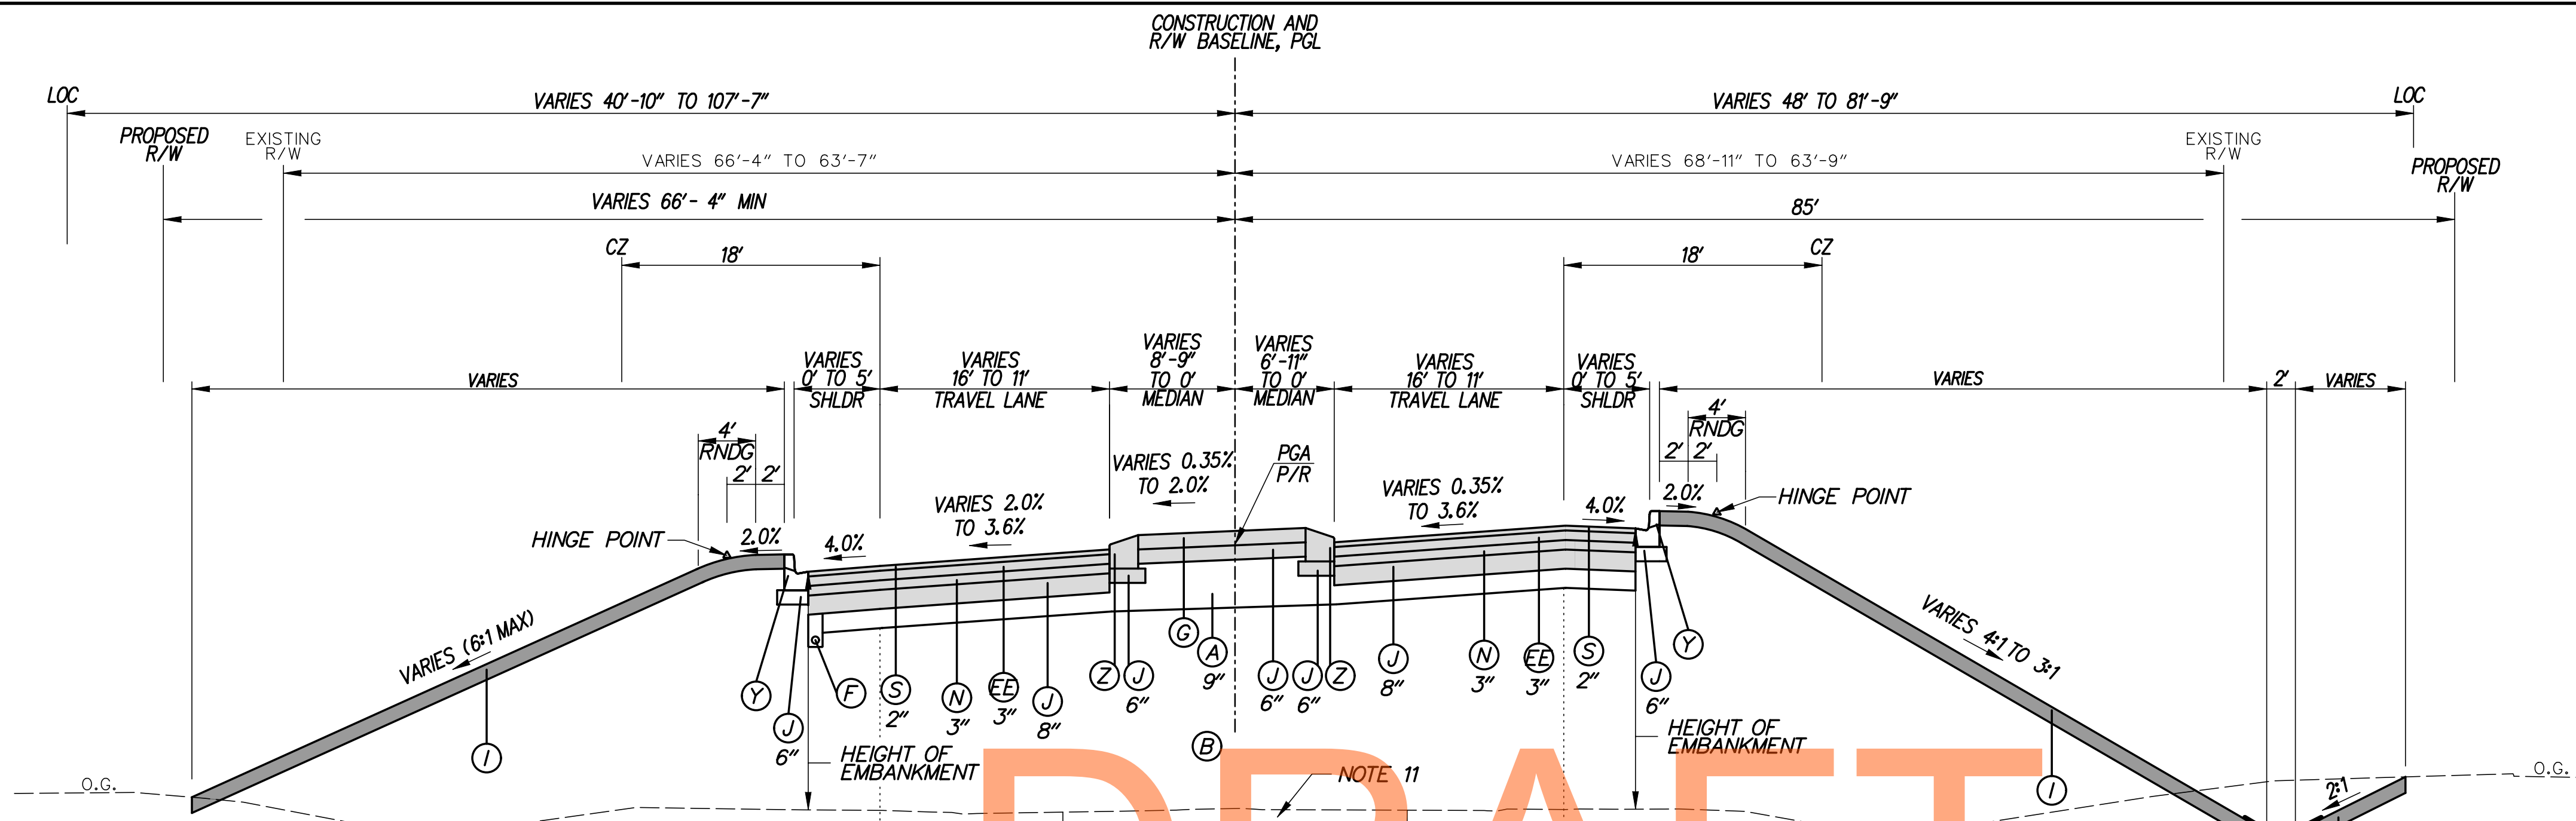 CONSTRUCTION AND
R/W BASELINE, PGL
LOC
VARIES 40'-10" TO 107'-7"
VARIES 48' TO 81'-9"
LOC
PROPOSED
R/W
EXISTING
R/W
VARIES 66'-4" TO 63'-7"
VARIES 68'-11" TO 63'-9"
EXISTING
R/W
PROPOSED
R/W
VARIES 66'- 4" MIN
85'
CZ
18'
18'
CZ
VARIES
VARIES
0' TO 5'
SHLDR
VARIES
16' TO 11'
TRAVEL LANE
VARIES
8'-9"
TO 0'
MEDIAN
VARIES
6'-11"
TO 0'
MEDIAN
VARIES
16' TO 11'
TRAVEL LANE
VARIES
0' TO 5'
SHLDR
VARIES
2'
VARIES
4'
RNDG
2' 2'
4'
RNDG
2' 2'
HINGE POINT
2.0%
4.0%
VARIES 2.0%
TO 3.6%
VARIES 0.35%
TO 2.0%
PGA
P/R
VARIES 0.35%
TO 3.6%
4.0%
2.0%
HINGE POINT
VARIES (6:1 MAX)
VARIES 4:1 TO 3:1
I
Y
J
6"
F
S
2"
N
3"
EE
3"
J
8"
Z
J
6"
G
A
9"
B
J
6"
J
6"
Z
J
8"
N
3"
EE
3"
S
2"
J
6"
Y
I
HEIGHT OF
EMBANKMENT
HEIGHT OF
EMBANKMENT
NOTE 11
O.G.
O.G.
2:1
DRAFT